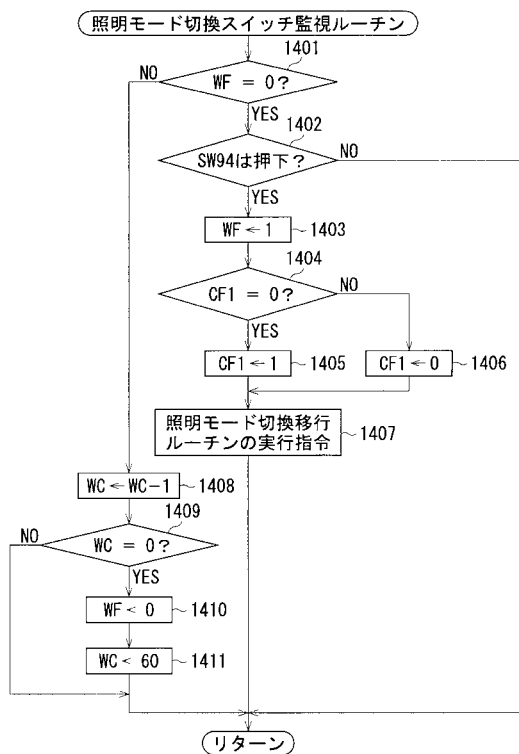 照明モード切換スイッチ監視ルーチン
1401
WF = 0?
NO
YES
1402
SW94は押下?
NO
YES
WF ← 1
1403
1404
CF1 = 0?
NO
YES
CF1 ← 1
1405
CF1 ← 0
1406
照明モード切換移行
ルーチンの実行指令
1407
WC ← WC-1
1408
1409
WC = 0?
NO
YES
WF < 0
1410
WC < 60
1411
リターン